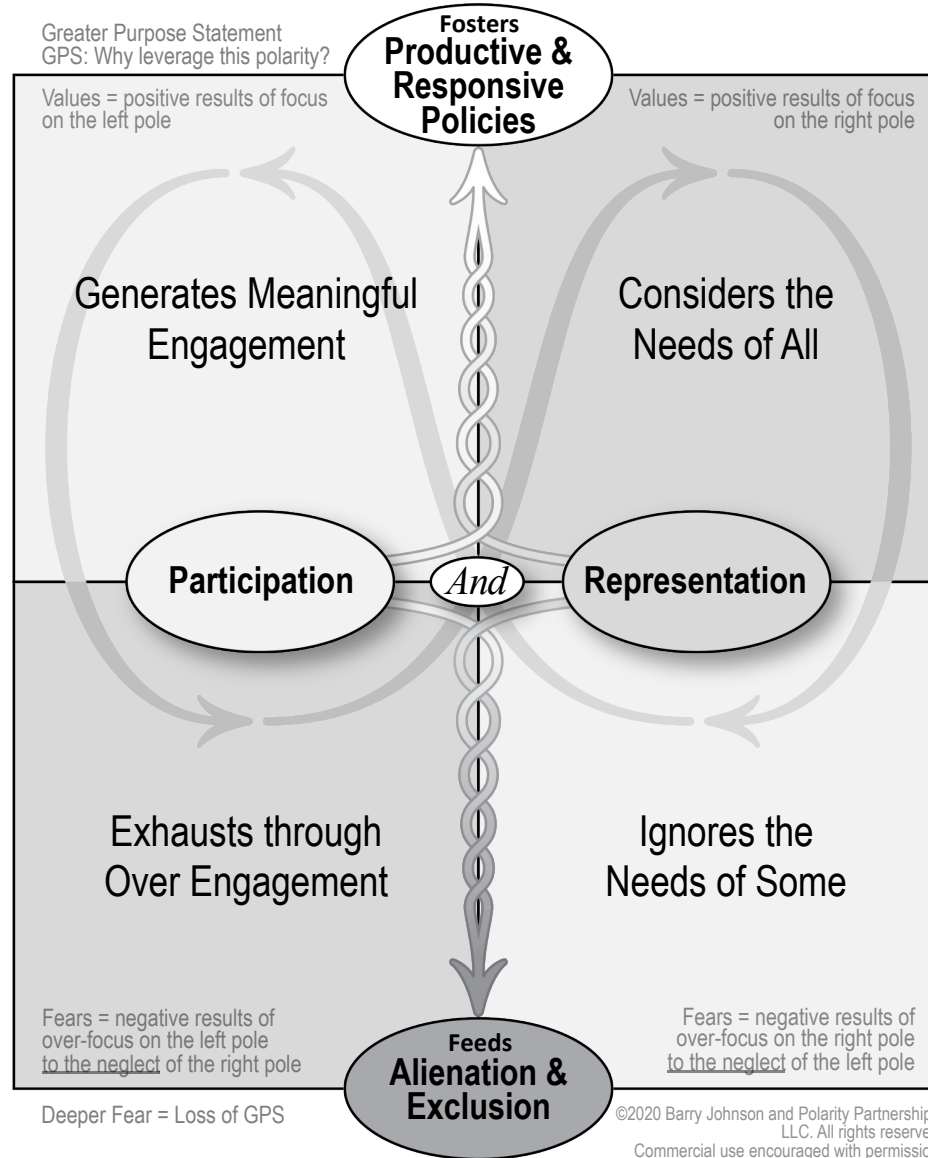 Greater Purpose Statement
GPS: Why leverage this polarity?
Fosters
Productive &
Responsive
Policies
Values = positive results of focus
on the left pole
Values = positive results of focus
on the right pole
Generates Meaningful
Engagement
Considers the
Needs of All
Participation
And
Representation
Exhausts through
Over Engagement
Ignores the
Needs of Some
Fears = negative results of
over-focus on the left pole
to the neglect of the right pole
Fears = negative results of
over-focus on the right pole
to the neglect of the left pole
Feeds
Alienation &
Exclusion
Deeper Fear = Loss of GPS
©2020 Barry Johnson and Polarity Partnership
LLC. All rights reserve
Commercial use encouraged with permissio